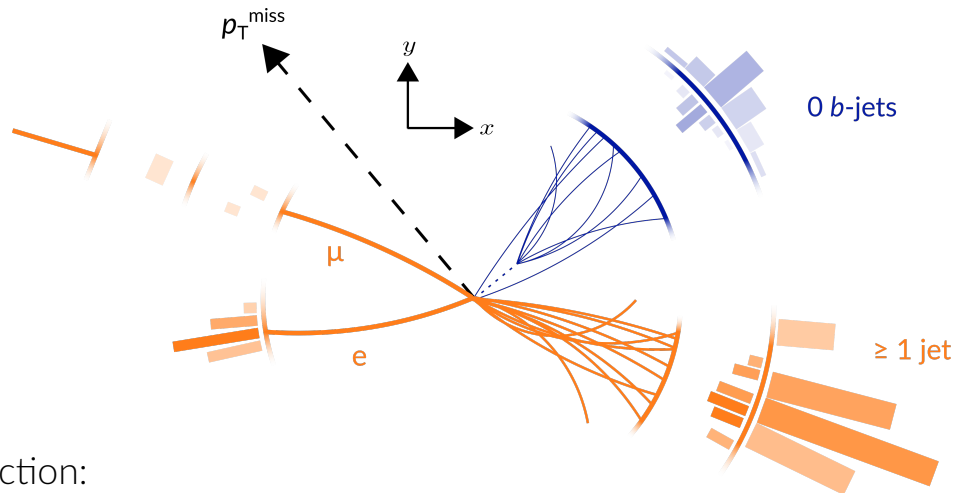 p_T^miss
y
x
0 b-jets
μ
e
≥ 1 jet
ction: